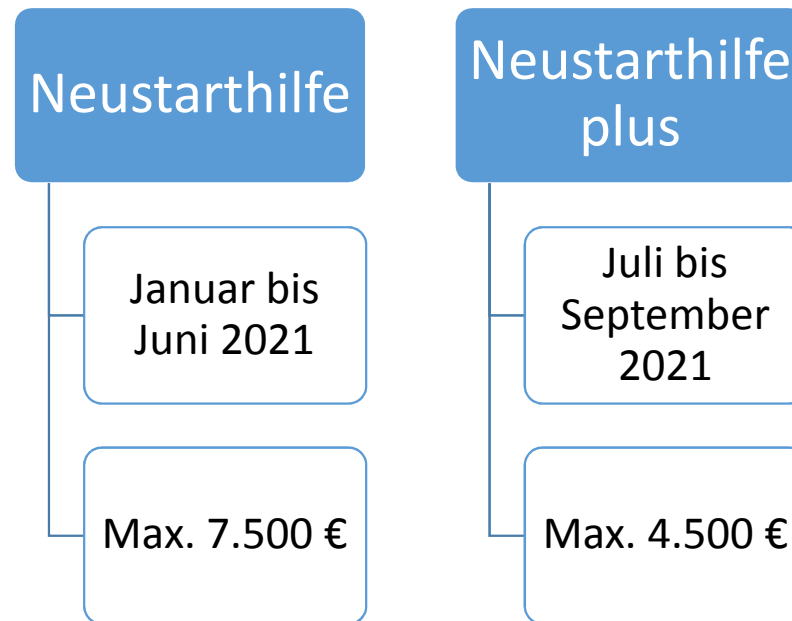 Neustarthilfe
Januar bis
Juni 2021
Max. 7.500 €
Neustarthilfe
plus
Juli bis
September
2021
Max. 4.500 €